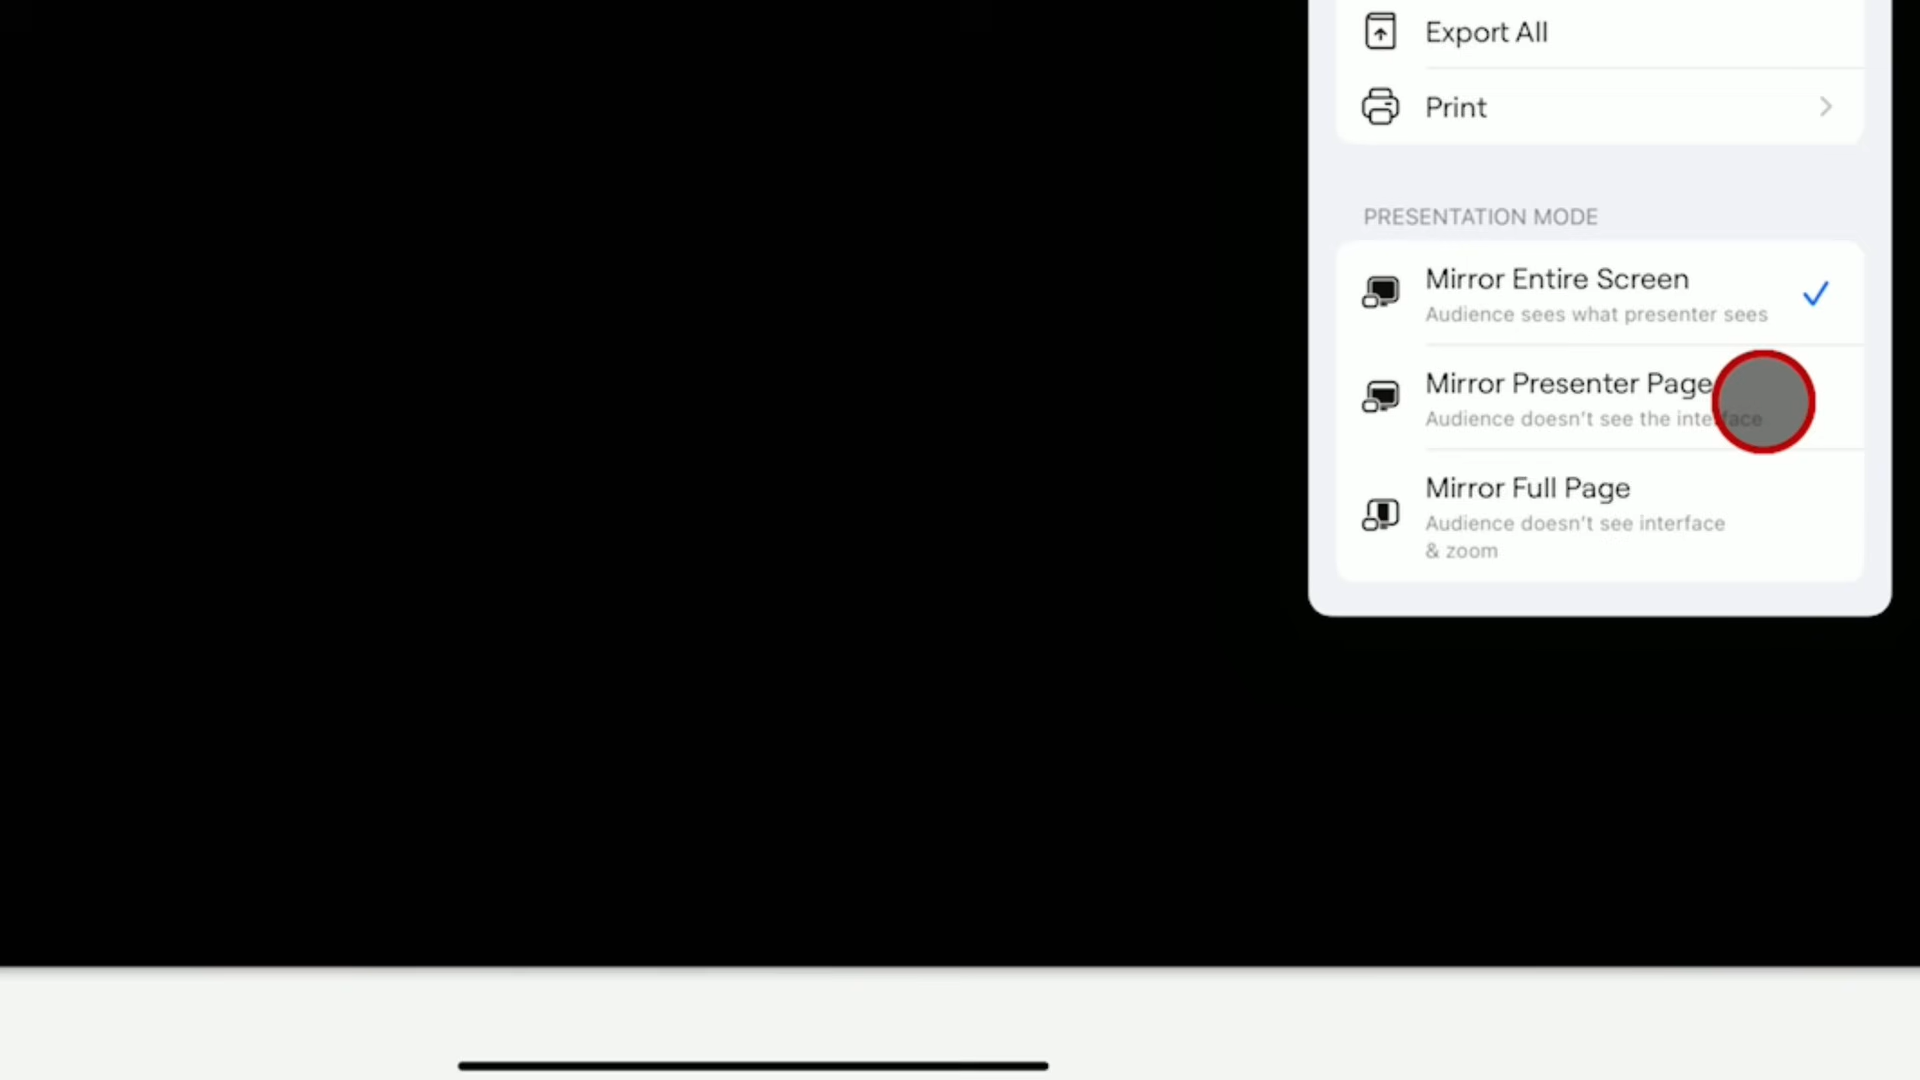 Export All
Print
PRESENTATION MODE
Mirror Entire Screen
Audience sees what presenter sees
Mirror Presenter Page
Audience doesn't see the interface
Mirror Full Page
Audience doesn't see interface
& zoom